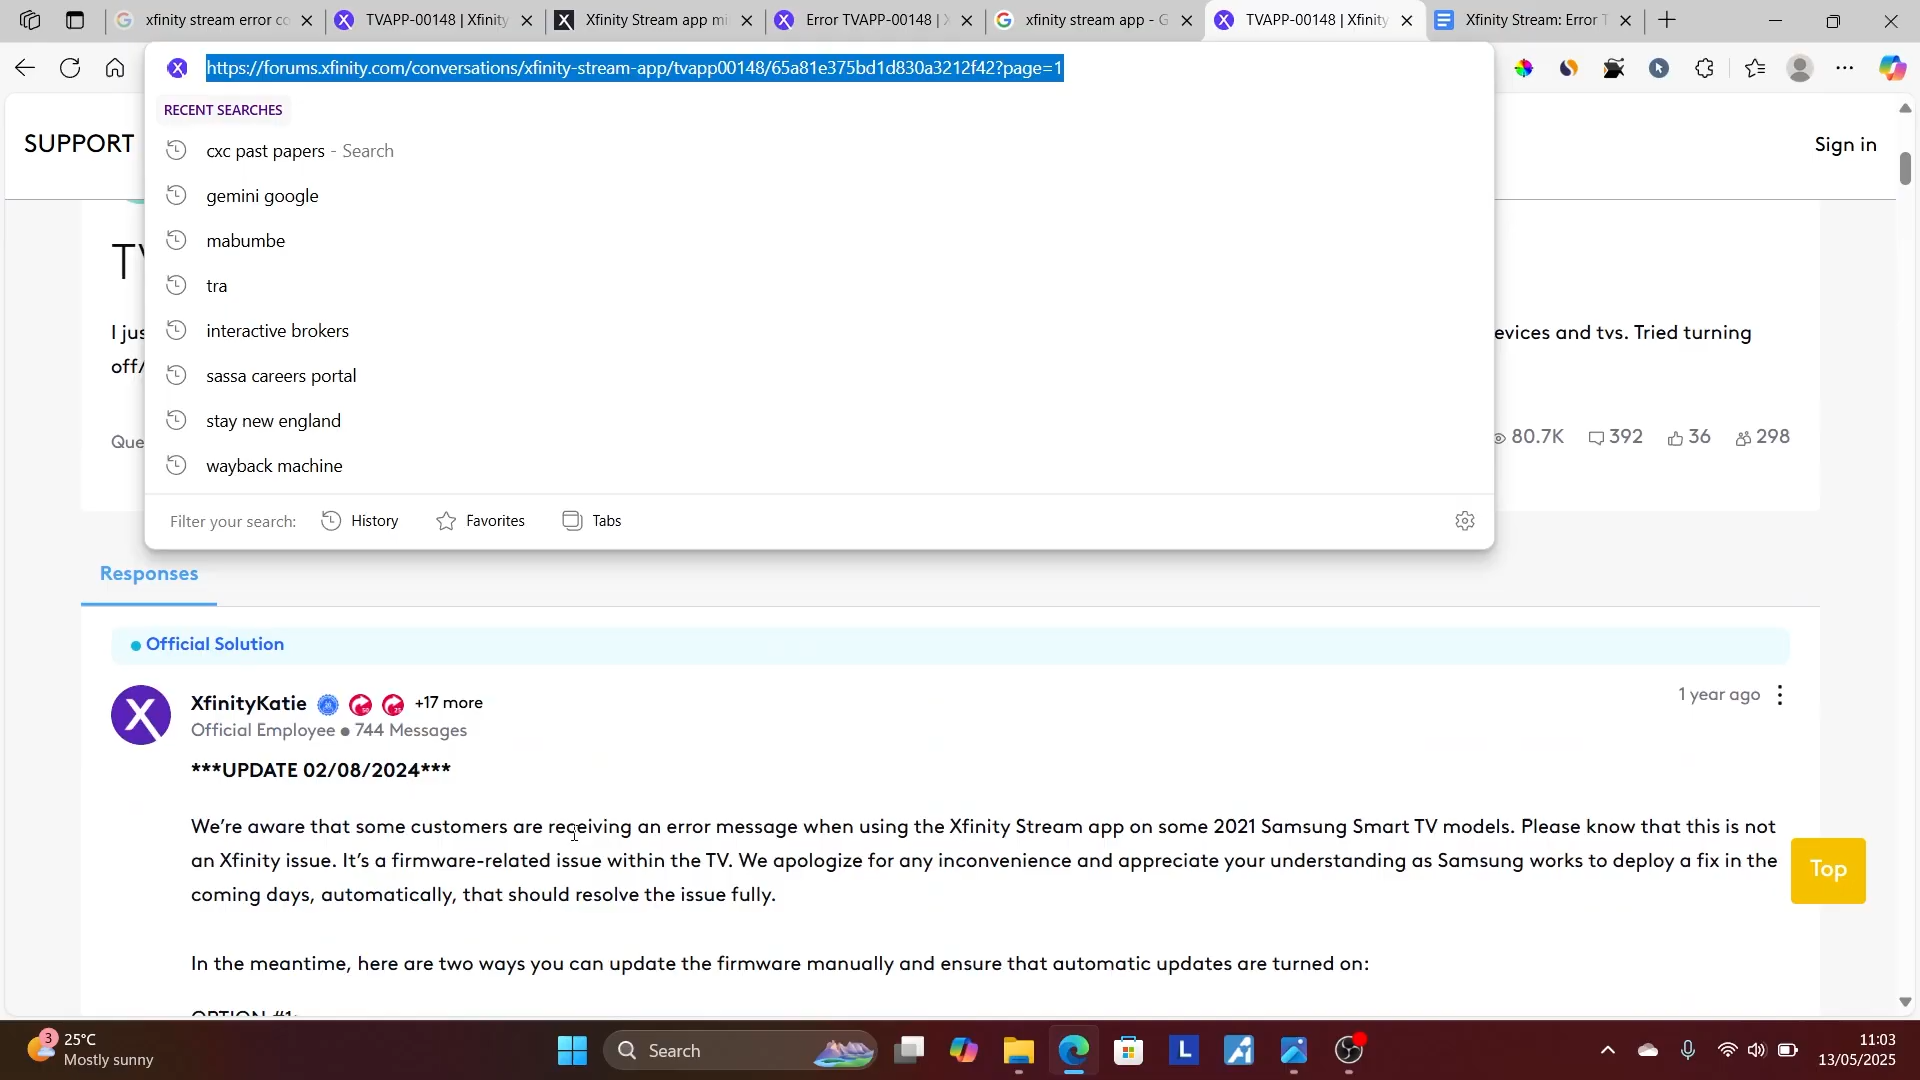 xfinity stream error co
TVAPP-00148 | Xfinity
Xfinity Stream app mi
Error TVAPP-00148 |
xfinity stream app - G
TVAPP-00148 | Xfinity
Xfinity Stream: Error T
https://forums.xfinity.com/conversations/xfinity-stream-app/tvapp00148/65a81e375bd1d830a3212f42?page=1
RECENT SEARCHES
cxc past papers - Search
gemini google
mabumbe
tra
interactive brokers
sassa careers portal
stay new england
wayback machine
Filter your search:
History
Favorites
Tabs
SUPPORT
Sign in
I jus
evices and tvs. Tried turning
off/
Que
80.7K
392
36
298
Responses
Official Solution
XfinityKatie
+17 more
1 year ago
Official Employee ● 744 Messages
***UPDATE 02/08/2024***
We're aware that some customers are receiving an error message when using the Xfinity Stream app on some 2021 Samsung Smart TV models. Please know that this is not
an Xfinity issue. It's a firmware-related issue within the TV. We apologize for any inconvenience and appreciate your understanding as Samsung works to deploy a fix in the
coming days, automatically, that should resolve the issue fully.
Top
In the meantime, here are two ways you can update the firmware manually and ensure that automatic updates are turned on:
OPTION #1:
3
25°C
Mostly sunny
Search
11:03
13/05/2025